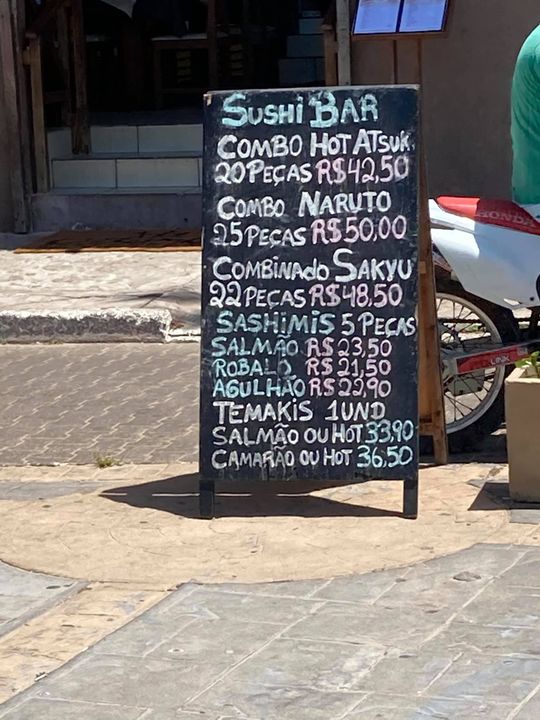 SUSHI BAR
COMBO HOT ATSUK
20 PEÇAS R$42,50
COMBO NARUTO
25 PEÇAS R$50,00
COMBINADO SAKYU
22 PEÇAS R$48,50
SASHIMIS 5 PEÇAS
SALMÃO R$23,50
ROBALO R$21,50
AGULHÃO R$22,90
TEMAKIS 1UND
SALMÃO OU HOT 33,90
CAMARÃO OU HOT 36,50
HONDA
LINK